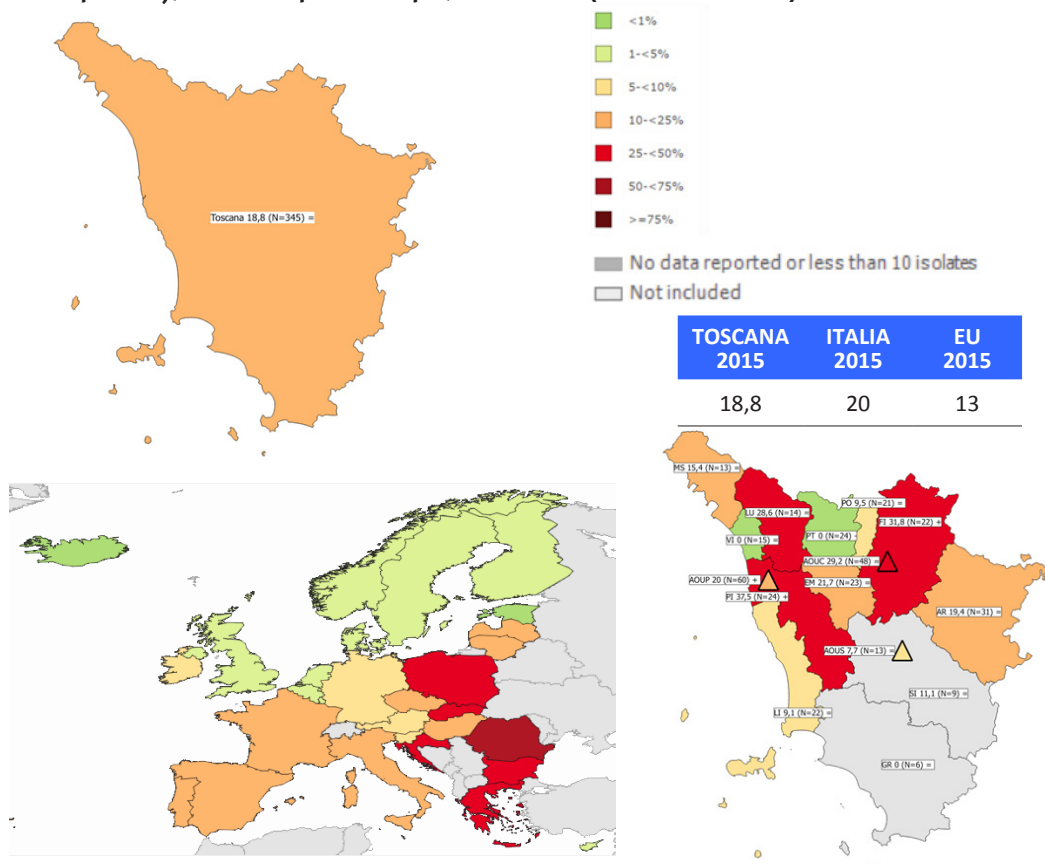 <1%
1-<5%
5-<10%
10-<25%
25-<50%
50-<75%
>=75%
No data reported or less than 10 isolates
Not included
Toscana 18,8 (N=345) =
TOSCANA 2015
ITALIA 2015
EU 2015
18,8
20
13
MS 15,4 (N=13) =
LU 28,6 (N=14) =
PO 9,5 (N=21) =
FI 31,8 (N=22) +
VI 0 (N=15) =
PT 0 (N=24) -
AOUC 29,2 (N=48) =
AOUP 20 (N=60) +
EM 21,7 (N=23) =
PI 37,5 (N=24) +
AR 19,4 (N=31) =
AOUS 7,7 (N=13) =
SI 11,1 (N=9) =
LI 9,1 (N=22) =
GR 0 (N=6) =